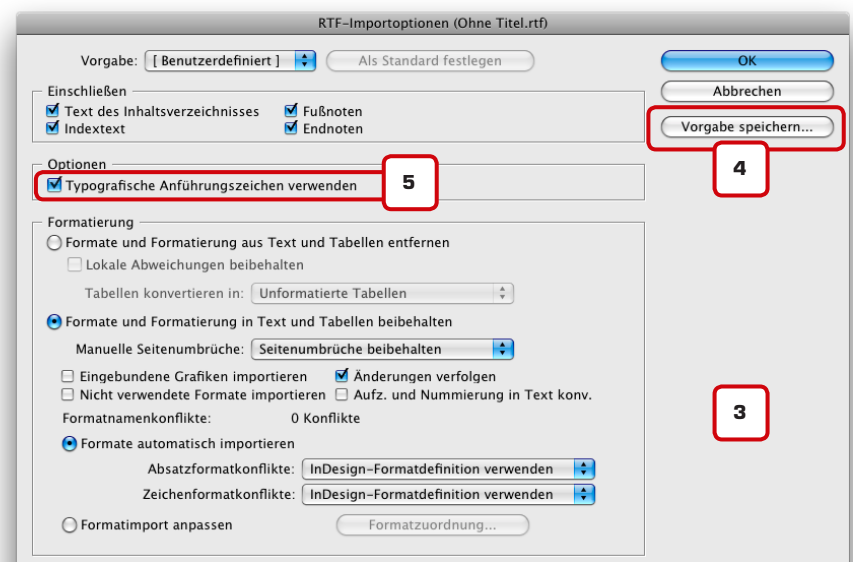 RTF-Importoptionen (Ohne Titel.rtf)
Vorgabe: [ Benutzerdefiniert ] Als Standard festlegen OK
Einschließen Abbrechen
Text des Inhaltsverzeichnisses Fußnoten
Indextext Endnoten Vorgabe speichern...
4
Optionen
Typografische Anführungszeichen verwenden 5
Formatierung
Formate und Formatierung aus Text und Tabellen entfernen
Lokale Abweichungen beibehalten
Tabellen konvertieren in: Unformatierte Tabellen
Formate und Formatierung in Text und Tabellen beibehalten
Manuelle Seitenumbrüche: Seitenumbrüche beibehalten
Eingebundene Grafiken importieren Änderungen verfolgen
Nicht verwendete Formate importieren Aufz. und Nummerierung in Text konv.
3
Formatnamenkonflikte: 0 Konflikte
Formate automatisch importieren
Absatzformatkonflikte: InDesign-Formatdefinition verwenden
Zeichenformatkonflikte: InDesign-Formatdefinition verwenden
Formatimport anpassen Formatzuordnung...